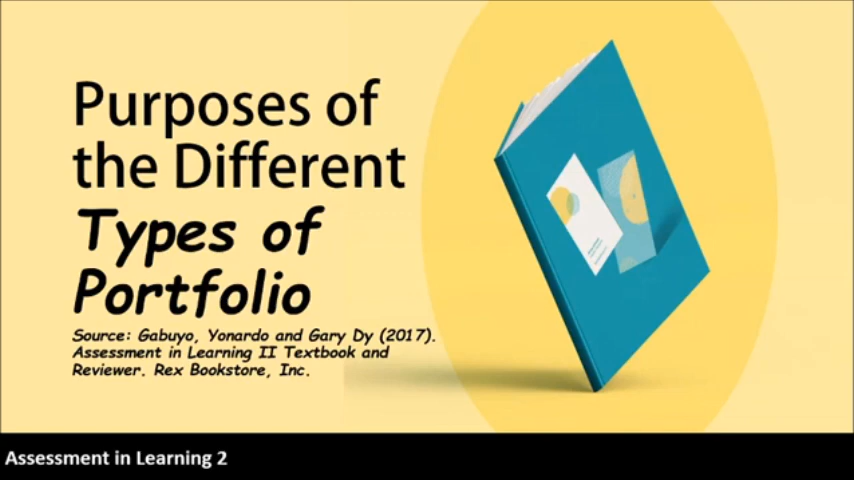 Purposes of
the Different
Types of
Portfolio
Source: Gabuyo, Yonardo and Gary Dy (2017).
Assessment in Learning II Textbook and
Reviewer. Rex Bookstore, Inc.
Assessment in Learning 2